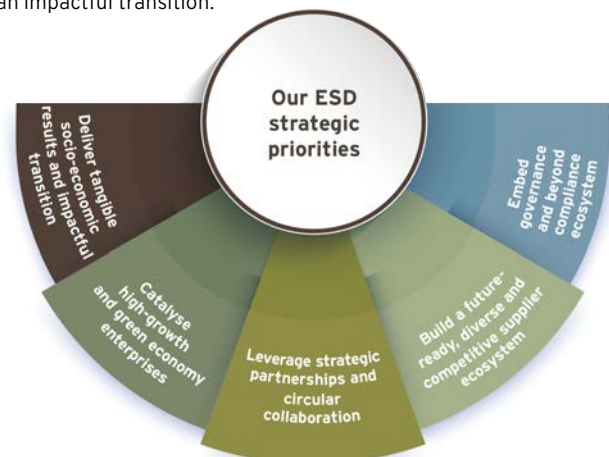 an impactful transition.
Our ESD
strategic
priorities
Deliver tangible
socio-economic
results and impactful
transition
Catalyse
high-growth
and green economy
enterprises
Leverage strategic
partnerships and
circular
collaboration
Build a future-
ready, diverse and
competitive supplier
ecosystem
Embed
governance
and beyond
compliance
ecosystem